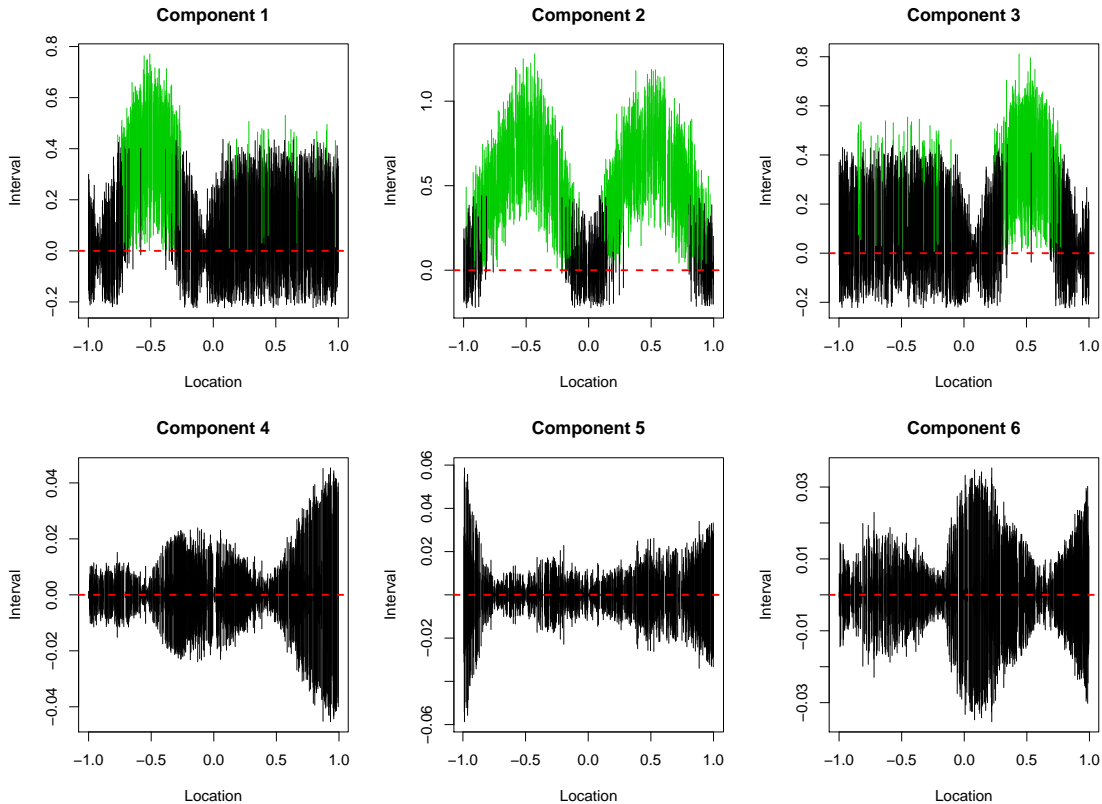 Component 1
Interval
0.8
0.6
0.4
0.2
0.0
−0.2
−1.0 −0.5 0.0 0.5 1.0
Location
Component 2
Interval
1.0
0.5
0.0
−1.0 −0.5 0.0 0.5 1.0
Location
Component 3
Interval
0.8
0.6
0.4
0.2
0.0
−0.2
−1.0 −0.5 0.0 0.5 1.0
Location
Component 4
Interval
0.04
0.02
0.00
−0.02
−0.04
−1.0 −0.5 0.0 0.5 1.0
Location
Component 5
Interval
0.06
0.02
−0.02
−0.06
−1.0 −0.5 0.0 0.5 1.0
Location
Component 6
Interval
0.03
0.01
−0.01
−0.03
−1.0 −0.5 0.0 0.5 1.0
Location